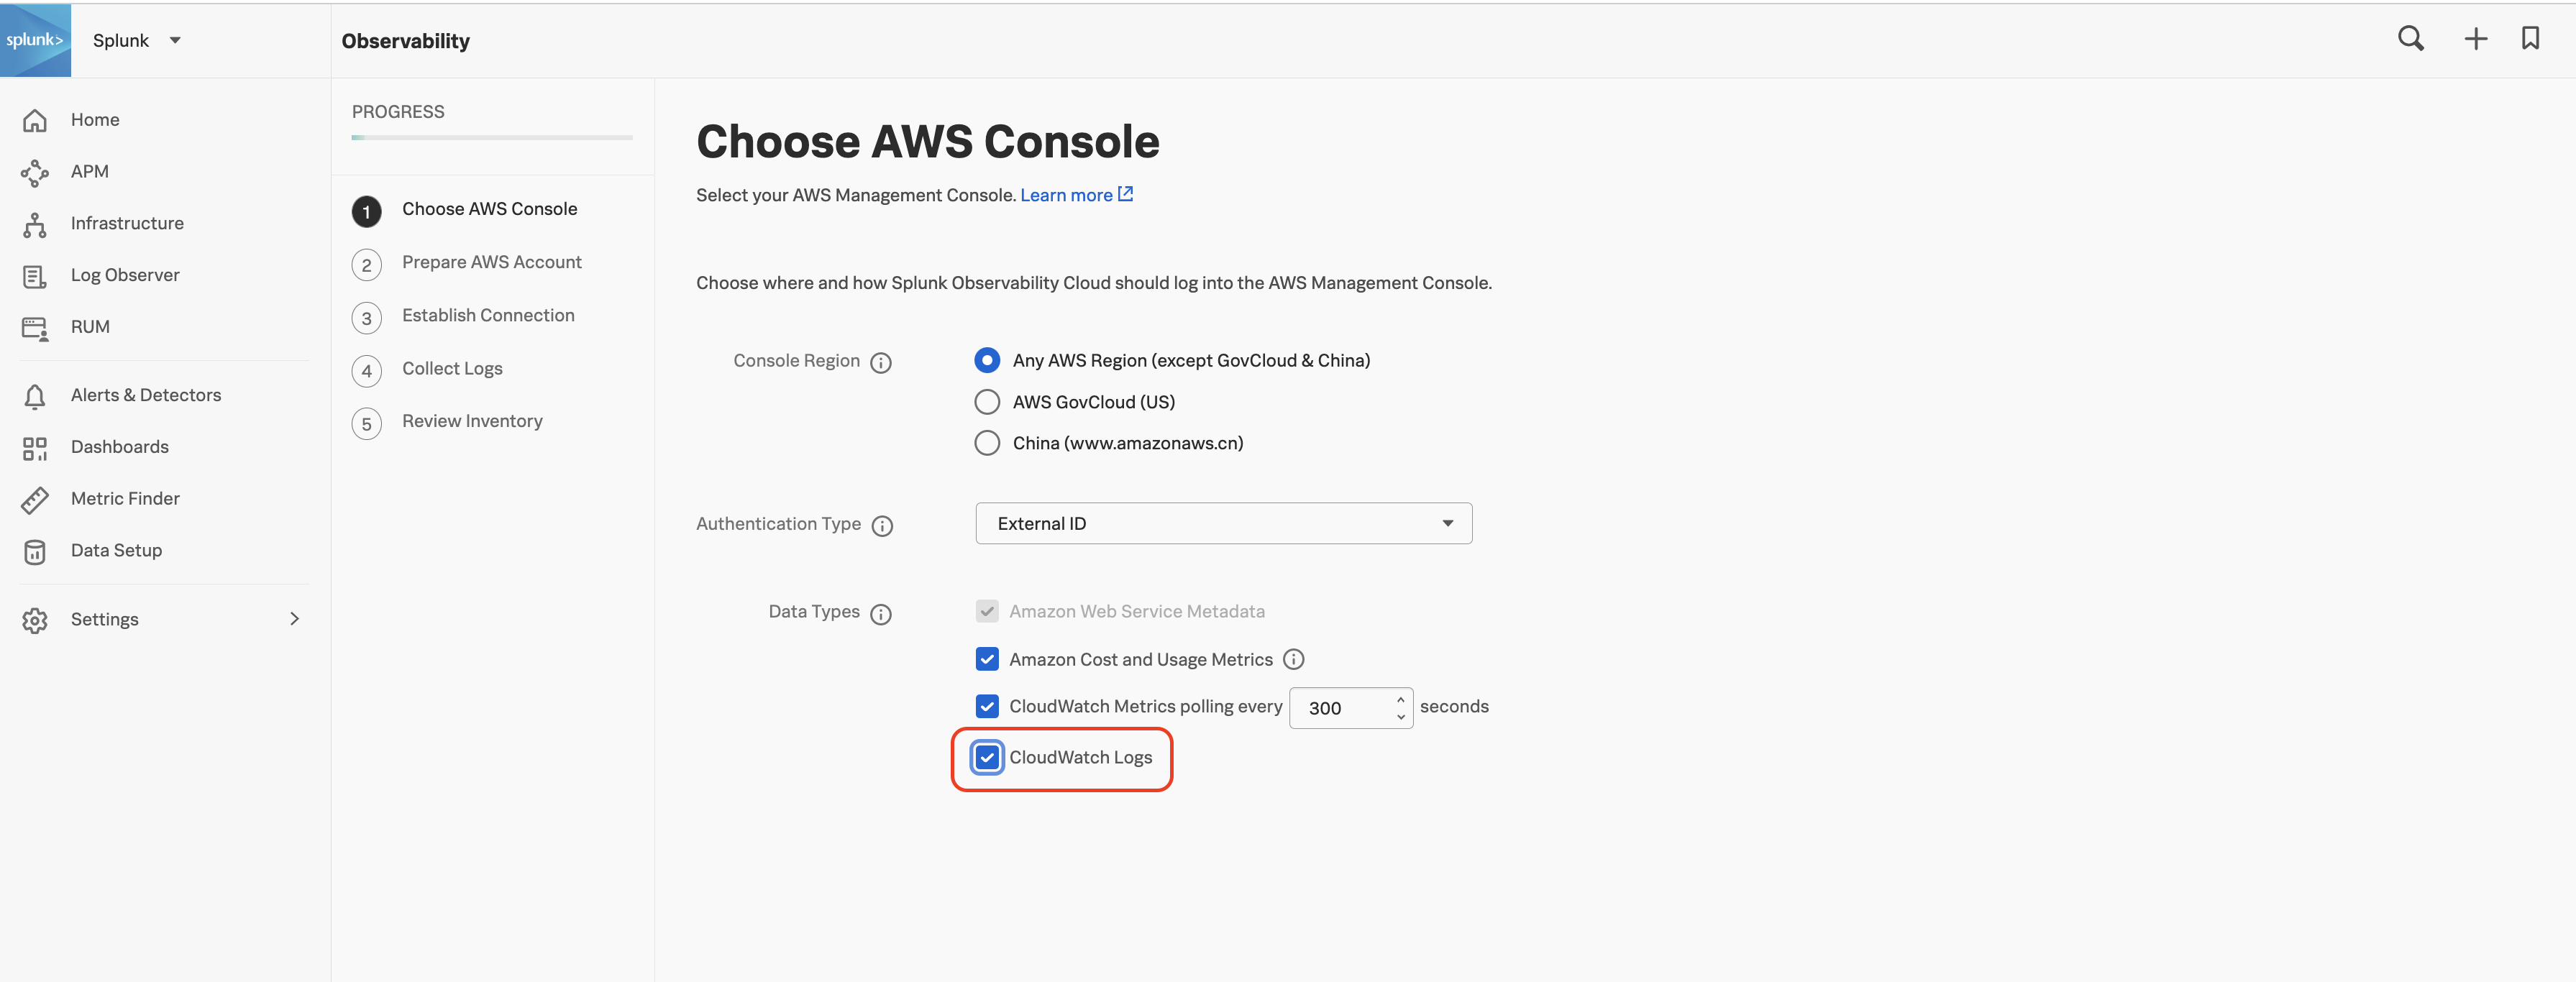 splunk>
Splunk
Observability
Home
APM
Infrastructure
Log Observer
RUM
Alerts & Detectors
Dashboards
Metric Finder
Data Setup
Settings
PROGRESS
1 Choose AWS Console
2 Prepare AWS Account
3 Establish Connection
4 Collect Logs
5 Review Inventory
Choose AWS Console
Select your AWS Management Console. Learn more
Choose where and how Splunk Observability Cloud should log into the AWS Management Console.
Console Region
Any AWS Region (except GovCloud & China)
AWS GovCloud (US)
China (www.amazonaws.cn)
Authentication Type
External ID
Data Types
Amazon Web Service Metadata
Amazon Cost and Usage Metrics
CloudWatch Metrics polling every 300 seconds
CloudWatch Logs